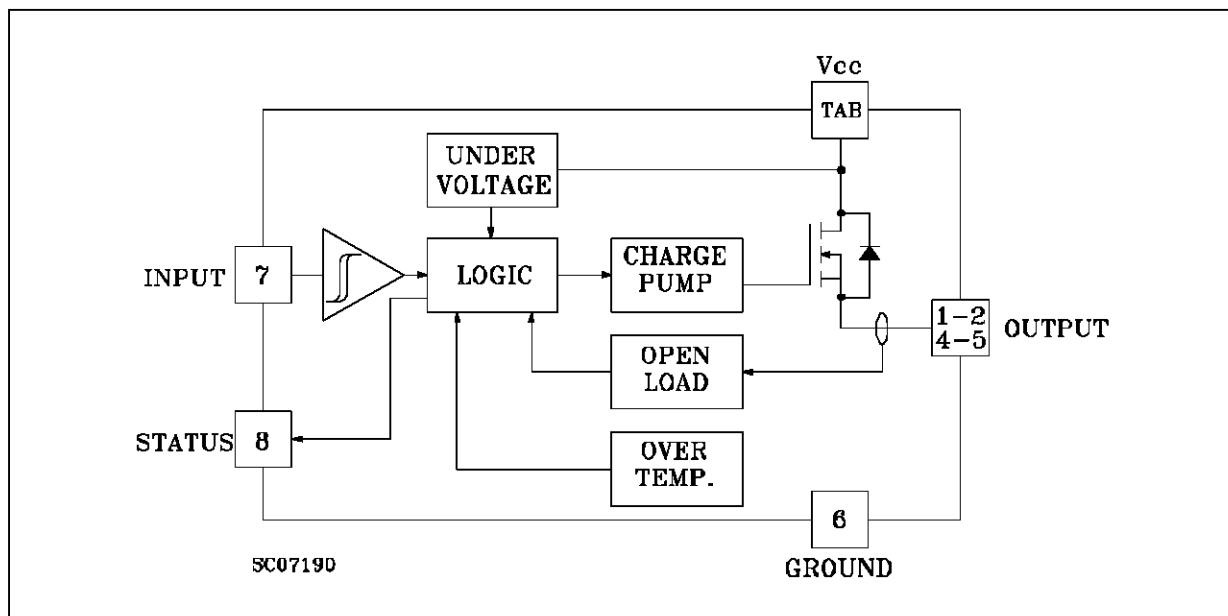 Vcc
TAB
UNDER
VOLTAGE
INPUT
7
LOGIC
CHARGE
PUMP
1-2
4-5
OUTPUT
OPEN
LOAD
STATUS
8
OVER
TEMP.
6
GROUND
SC07190